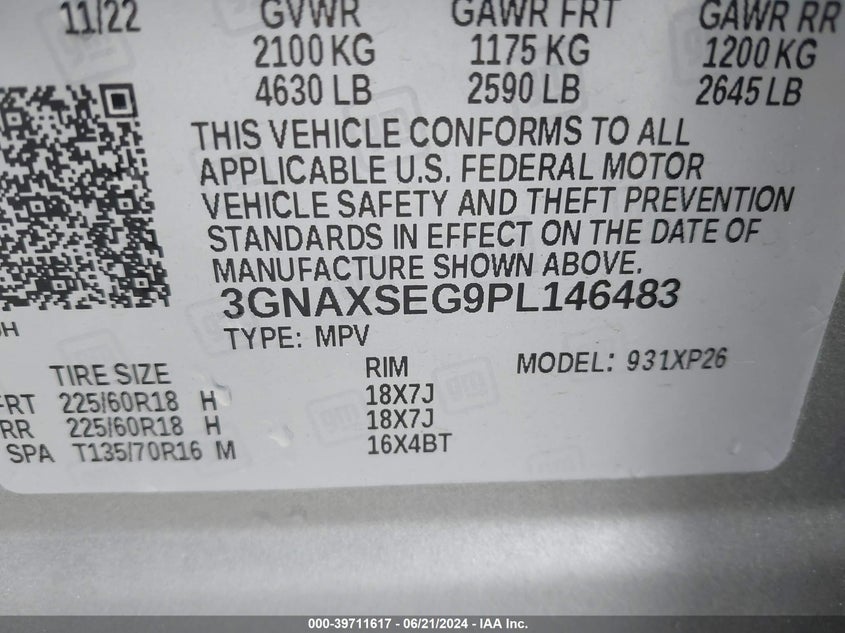 11/22 GVWR GAWR FRT GAWR RR
2100 KG 1175 KG 1200 KG
4630 LB 2590 LB 2645 LB
THIS VEHICLE CONFORMS TO ALL
APPLICABLE U.S. FEDERAL MOTOR
VEHICLE SAFETY AND THEFT PREVENTION
STANDARDS IN EFFECT ON THE DATE OF
MANUFACTURE SHOWN ABOVE.
3GNAXSEG9PL146483
TYPE: MPV
TIRE SIZE RIM MODEL: 931XP26
FRT 225/60R18 H 18X7J
RR 225/60R18 H 18X7J
SPA T135/70R16 M 16X4BT
000-39711617 - 06/21/2024 - IAA Inc.